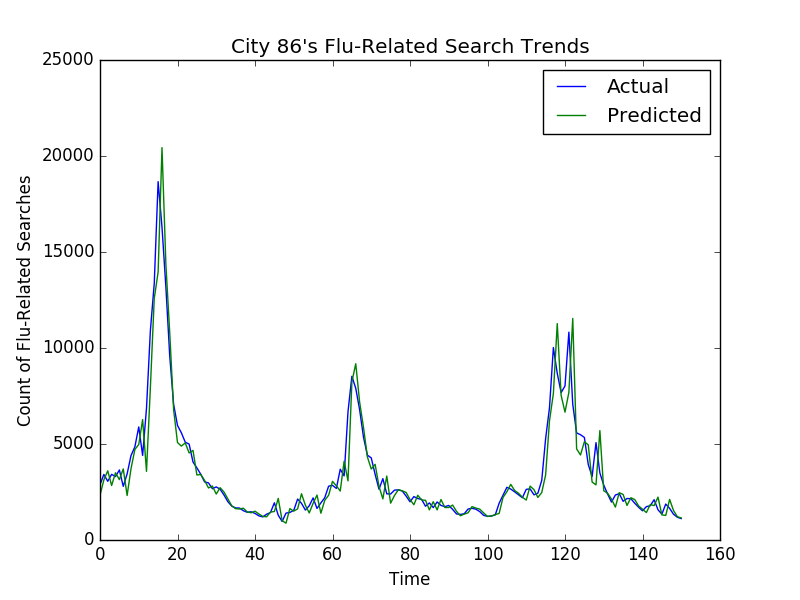 City 86's Flu-Related Search Trends
25000
20000
15000
10000
5000
0
Count of Flu-Related Searches
Actual
Predicted
0 20 40 60 80 100 120 140 160
Time